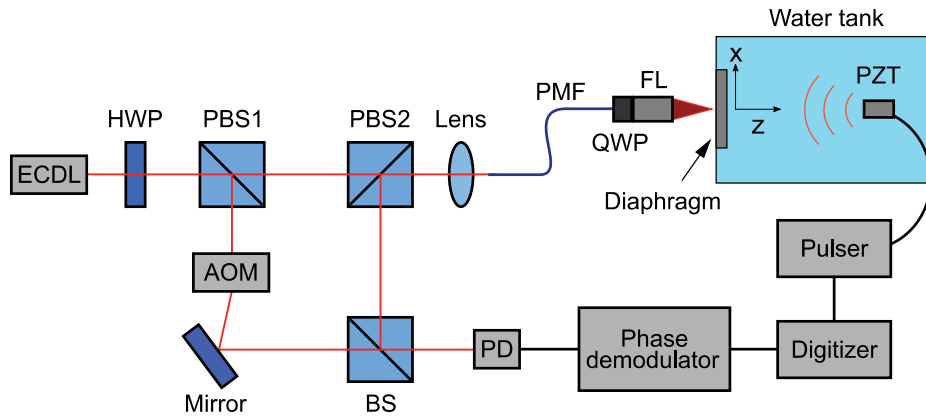 Water tank
x
PZT
z
FL
PMF
QWP
HWP
PBS1
PBS2
Lens
ECDL
Diaphragm
AOM
Pulser
PD
Phase
demodulator
Digitizer
Mirror
BS